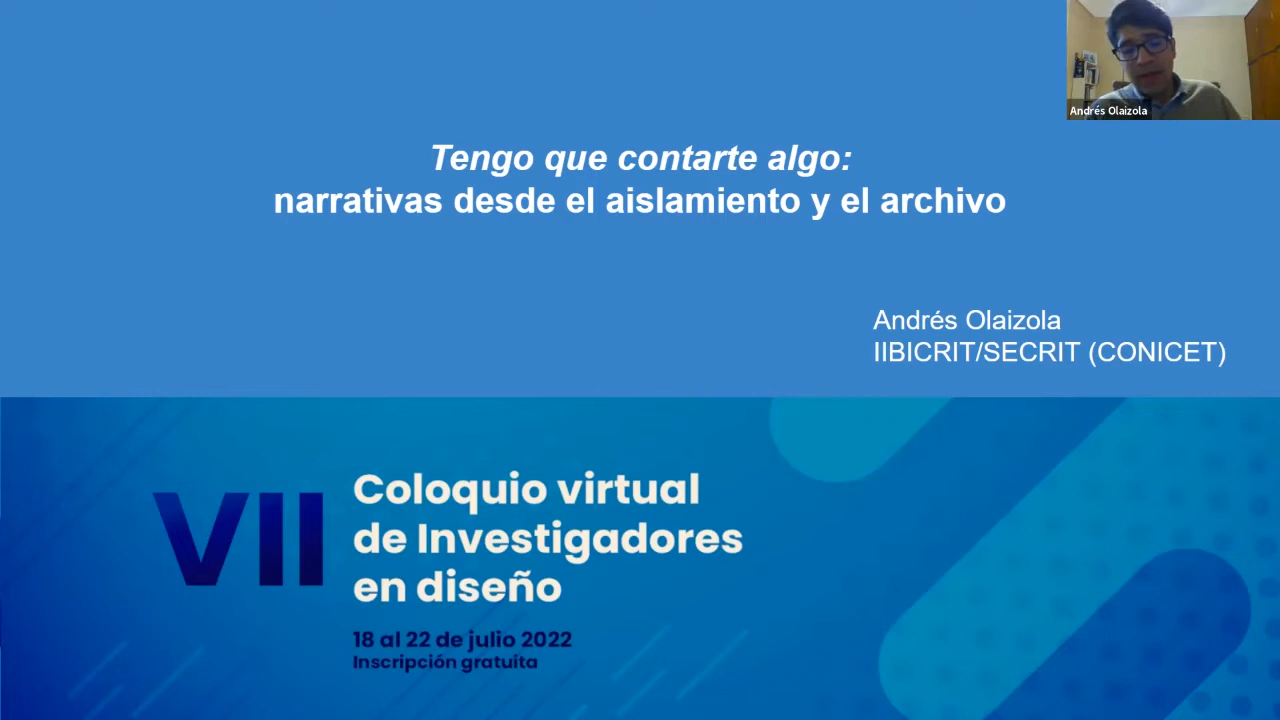 Andrés Olaizola
Tengo que contarte algo:
narrativas desde el aislamiento y el archivo
Andrés Olaizola
IIBICRIT/SECRIT (CONICET)
VII
Coloquio virtual
de Investigadores
en diseño
18 al 22 de julio 2022
Inscripción gratuita